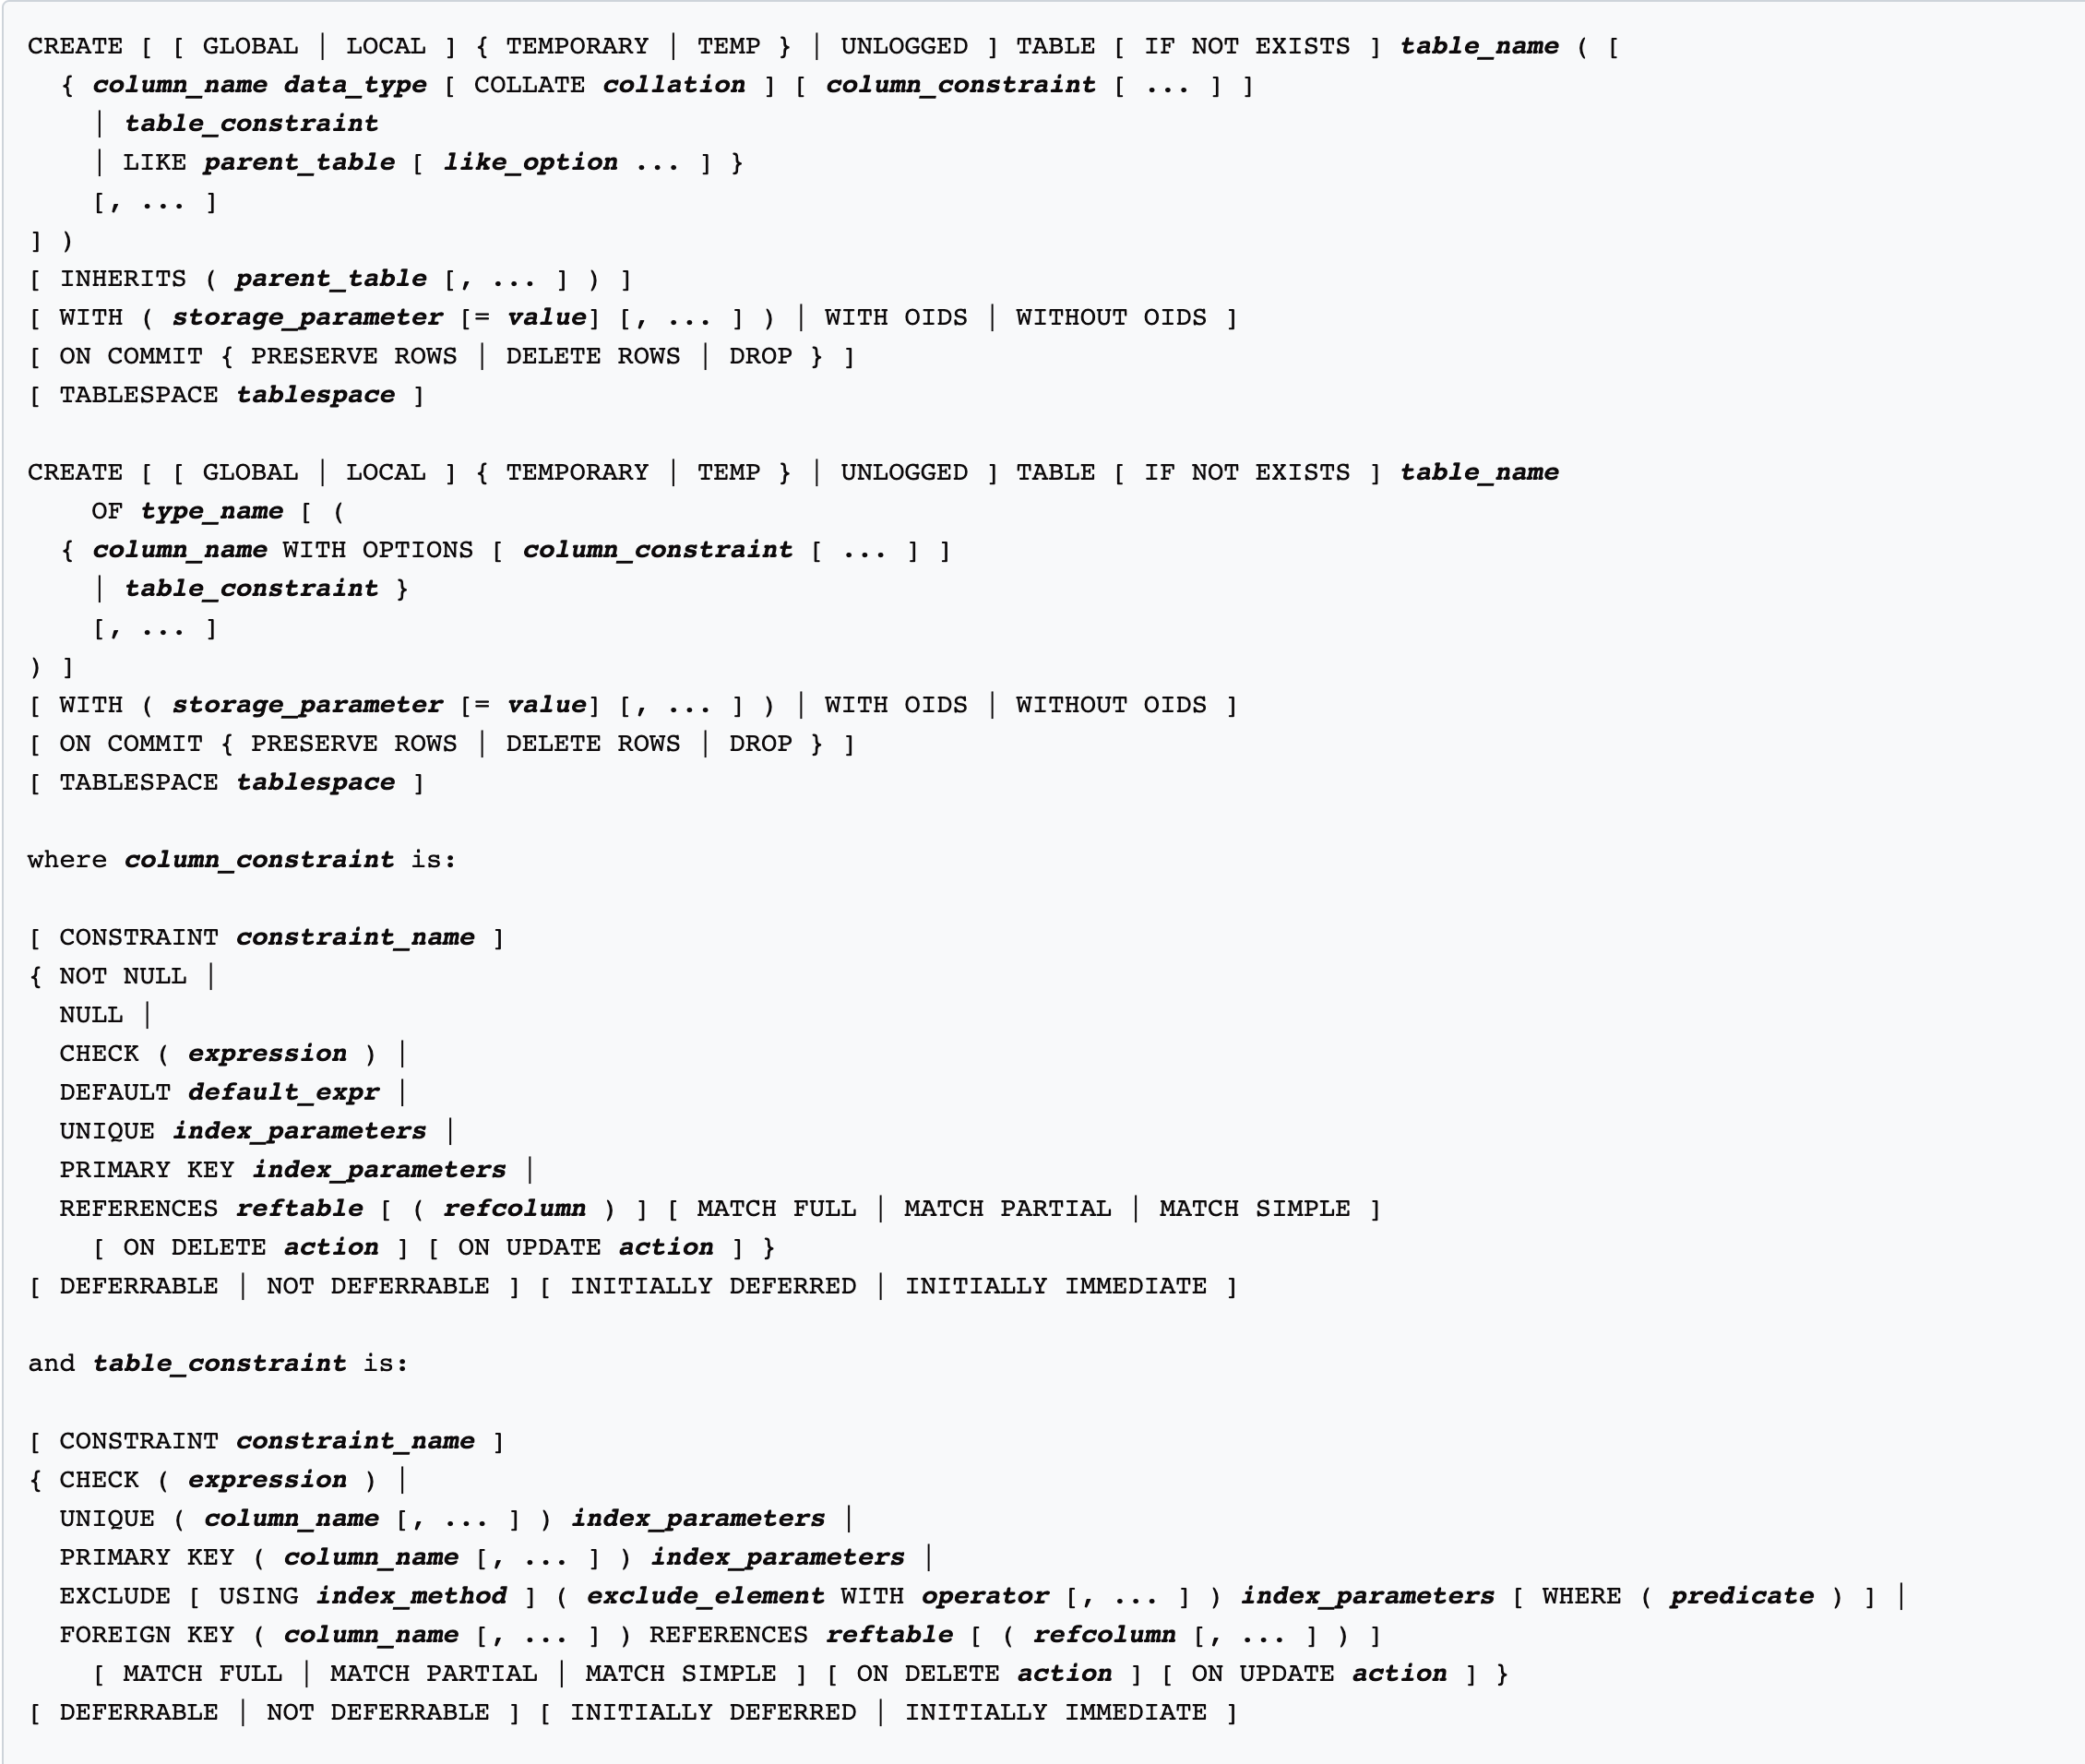 CREATE [ [ GLOBAL | LOCAL ] { TEMPORARY | TEMP } | UNLOGGED ] TABLE [ IF NOT EXISTS ] table_name ( [
  { column_name data_type [ COLLATE collation ] [ column_constraint [ ... ] ]
    | table_constraint
    | LIKE parent_table [ like_option ... ] }
    [, ... ]
] )
[ INHERITS ( parent_table [, ... ] ) ]
[ WITH ( storage_parameter [= value] [, ... ] ) | WITH OIDS | WITHOUT OIDS ]
[ ON COMMIT { PRESERVE ROWS | DELETE ROWS | DROP } ]
[ TABLESPACE tablespace ]

CREATE [ [ GLOBAL | LOCAL ] { TEMPORARY | TEMP } | UNLOGGED ] TABLE [ IF NOT EXISTS ] table_name
    OF type_name [ (
  { column_name WITH OPTIONS [ column_constraint [ ... ] ]
    | table_constraint }
    [, ... ]
) ]
[ WITH ( storage_parameter [= value] [, ... ] ) | WITH OIDS | WITHOUT OIDS ]
[ ON COMMIT { PRESERVE ROWS | DELETE ROWS | DROP } ]
[ TABLESPACE tablespace ]

where column_constraint is:

[ CONSTRAINT constraint_name ]
{ NOT NULL |
  NULL |
  CHECK ( expression ) |
  DEFAULT default_expr |
  UNIQUE index_parameters |
  PRIMARY KEY index_parameters |
  REFERENCES reftable [ ( refcolumn ) ] [ MATCH FULL | MATCH PARTIAL | MATCH SIMPLE ]
    [ ON DELETE action ] [ ON UPDATE action ] }
[ DEFERRABLE | NOT DEFERRABLE ] [ INITIALLY DEFERRED | INITIALLY IMMEDIATE ]

and table_constraint is:

[ CONSTRAINT constraint_name ]
{ CHECK ( expression ) |
  UNIQUE ( column_name [, ... ] ) index_parameters |
  PRIMARY KEY ( column_name [, ... ] ) index_parameters |
  EXCLUDE [ USING index_method ] ( exclude_element WITH operator [, ... ] ) index_parameters [ WHERE ( predicate ) ] |
  FOREIGN KEY ( column_name [, ... ] ) REFERENCES reftable [ ( refcolumn [, ... ] ) ]
    [ MATCH FULL | MATCH PARTIAL | MATCH SIMPLE ] [ ON DELETE action ] [ ON UPDATE action ] }
[ DEFERRABLE | NOT DEFERRABLE ] [ INITIALLY DEFERRED | INITIALLY IMMEDIATE ]